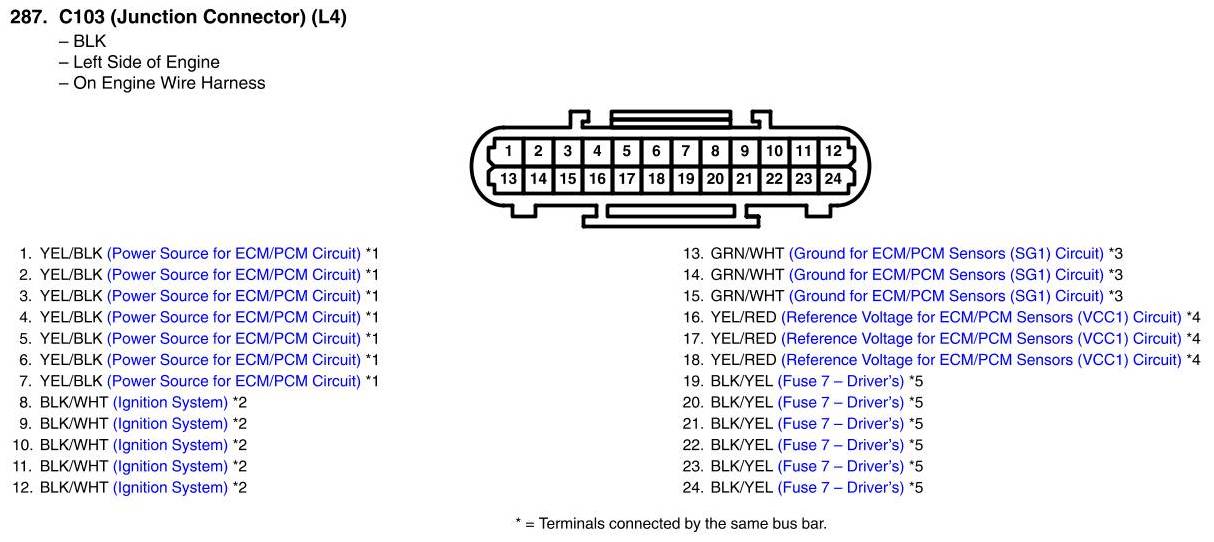 287. C103 (Junction Connector) (L4)
– BLK
– Left Side of Engine
– On Engine Wire Harness
1 2 3 4 5 6 7 8 9 10 11 12
13 14 15 16 17 18 19 20 21 22 23 24
1. YEL/BLK (Power Source for ECM/PCM Circuit) *1
2. YEL/BLK (Power Source for ECM/PCM Circuit) *1
3. YEL/BLK (Power Source for ECM/PCM Circuit) *1
4. YEL/BLK (Power Source for ECM/PCM Circuit) *1
5. YEL/BLK (Power Source for ECM/PCM Circuit) *1
6. YEL/BLK (Power Source for ECM/PCM Circuit) *1
7. YEL/BLK (Power Source for ECM/PCM Circuit) *1
8. BLK/WHT (Ignition System) *2
9. BLK/WHT (Ignition System) *2
10. BLK/WHT (Ignition System) *2
11. BLK/WHT (Ignition System) *2
12. BLK/WHT (Ignition System) *2
13. GRN/WHT (Ground for ECM/PCM Sensors (SG1) Circuit) *3
14. GRN/WHT (Ground for ECM/PCM Sensors (SG1) Circuit) *3
15. GRN/WHT (Ground for ECM/PCM Sensors (SG1) Circuit) *3
16. YEL/RED (Reference Voltage for ECM/PCM Sensors (VCC1) Circuit) *4
17. YEL/RED (Reference Voltage for ECM/PCM Sensors (VCC1) Circuit) *4
18. YEL/RED (Reference Voltage for ECM/PCM Sensors (VCC1) Circuit) *4
19. BLK/YEL (Fuse 7 – Driver's) *5
20. BLK/YEL (Fuse 7 – Driver's) *5
21. BLK/YEL (Fuse 7 – Driver's) *5
22. BLK/YEL (Fuse 7 – Driver's) *5
23. BLK/YEL (Fuse 7 – Driver's) *5
24. BLK/YEL (Fuse 7 – Driver's) *5
* = Terminals connected by the same bus bar.